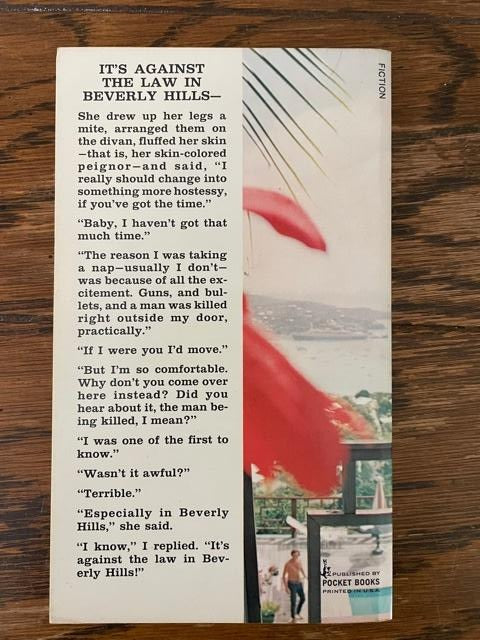 IT'S AGAINST
THE LAW IN
BEVERLY HILLS—
She drew up her legs a
mite, arranged them on
the divan, fluffed her skin
—that is, her skin-colored
peignor—and said, "I
really should change into
something more hostessy,
if you've got the time."
"Baby, I haven't got that
much time."
"The reason I was taking
a nap—usually I don't—
was because of all the ex-
citement. Guns, and bul-
lets, and a man was killed
right outside my door,
practically."
"If I were you I'd move."
"But I'm so comfortable.
Why don't you come over
here instead? Did you
hear about it, the man be-
ing killed, I mean?"
"I was one of the first to
know."
"Wasn't it awful?"
"Terrible."
"Especially in Beverly
Hills," she said.
"I know," I replied. "It's
against the law in Bev-
erly Hills!"
FICTION
PUBLISHED BY
POCKET BOOKS
PRINTED IN U.S.A.